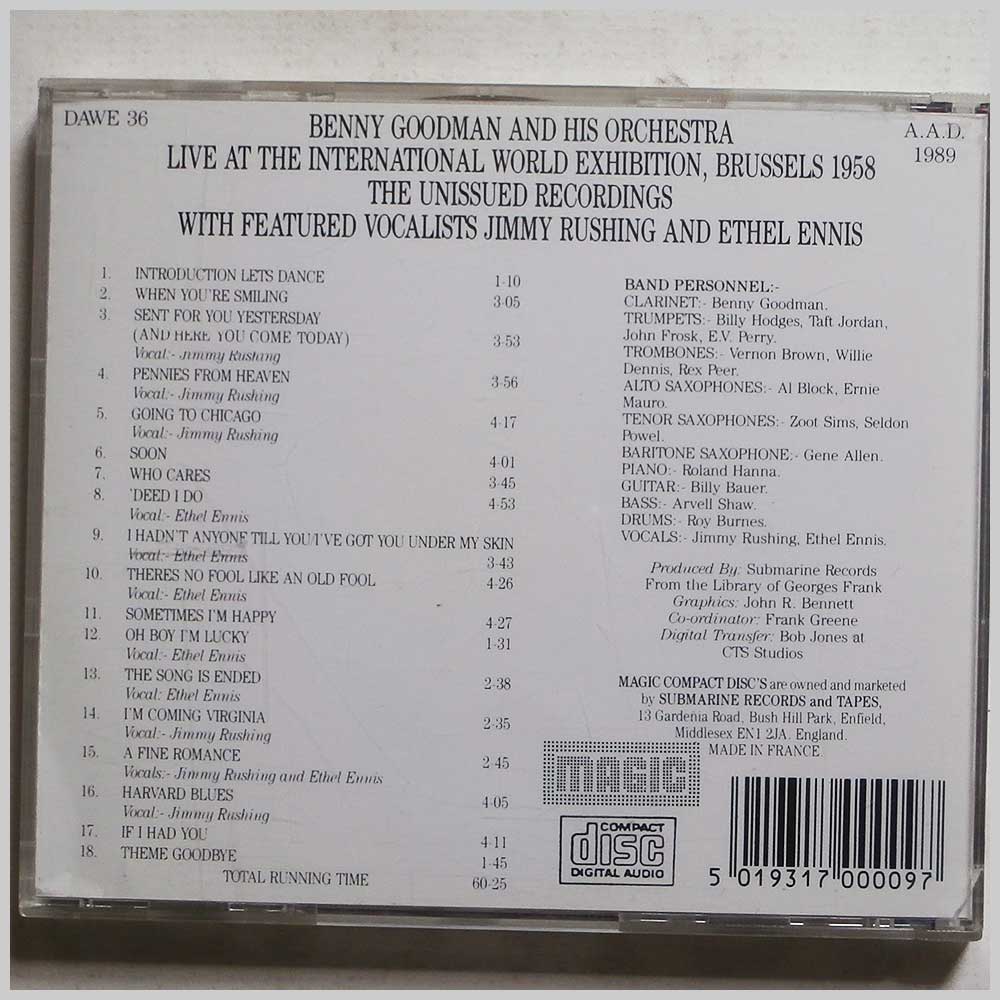 DAWE 36
A.A.D.
1989
BENNY GOODMAN AND HIS ORCHESTRA
LIVE AT THE INTERNATIONAL WORLD EXHIBITION, BRUSSELS 1958
THE UNISSUED RECORDINGS
WITH FEATURED VOCALISTS JIMMY RUSHING AND ETHEL ENNIS
1. INTRODUCTION LETS DANCE 1-10
2. WHEN YOU'RE SMILING 3-05
3. SENT FOR YOU YESTERDAY
(AND HERE YOU COME TODAY) 3-53
Vocal:- Jimmy Rushing
4. PENNIES FROM HEAVEN 3-56
Vocal:- Jimmy Rushing
5. GOING TO CHICAGO 4-17
Vocal:- Jimmy Rushing
6. SOON 4-01
7. WHO CARES 3-45
8. 'DEED I DO 4-53
Vocal:- Ethel Ennis
9. I HADN'T ANYONE TILL YOU/I'VE GOT YOU UNDER MY SKIN
Vocal:- Ethel Ennis 3-43
10. THERES NO FOOL LIKE AN OLD FOOL 4-26
Vocal:- Ethel Ennis
11. SOMETIMES I'M HAPPY 4-27
12. OH BOY I'M LUCKY 1-31
Vocal:- Ethel Ennis
13. THE SONG IS ENDED 2-38
Vocal: Ethel Ennis
14. I'M COMING VIRGINIA 2-35
Vocal:- Jimmy Rushing
15. A FINE ROMANCE 2-45
Vocals:- Jimmy Rushing and Ethel Ennis
16. HARVARD BLUES 4-05
Vocal:- Jimmy Rushing
17. IF I HAD YOU 4-11
18. THEME GOODBYE 1-45
TOTAL RUNNING TIME 60-25
BAND PERSONNEL:-
CLARINET:- Benny Goodman.
TRUMPETS:- Billy Hodges, Taft Jordan,
John Frosk, E.V. Perry.
TROMBONES:- Vernon Brown, Willie
Dennis, Rex Peer.
ALTO SAXOPHONES:- Al Block, Ernie
Mauro.
TENOR SAXOPHONES:- Zoot Sims, Seldon
Powel.
BARITONE SAXOPHONE:- Gene Allen.
PIANO:- Roland Hanna.
GUITAR:- Billy Bauer.
BASS:- Arvell Shaw.
DRUMS:- Roy Burnes.
VOCALS:- Jimmy Rushing, Ethel Ennis.
Produced By: Submarine Records
From the Library of Georges Frank
Graphics: John R. Bennett
Co-ordinator: Frank Greene
Digital Transfer: Bob Jones at
CTS Studios
MAGIC COMPACT DISC'S are owned and marketed
by SUBMARINE RECORDS and TAPES,
13 Gardenia Road, Bush Hill Park, Enfield,
Middlesex EN1 2JA. England.
MADE IN FRANCE
MAGIC
COMPACT
disc
DIGITAL AUDIO
5 019317 000097